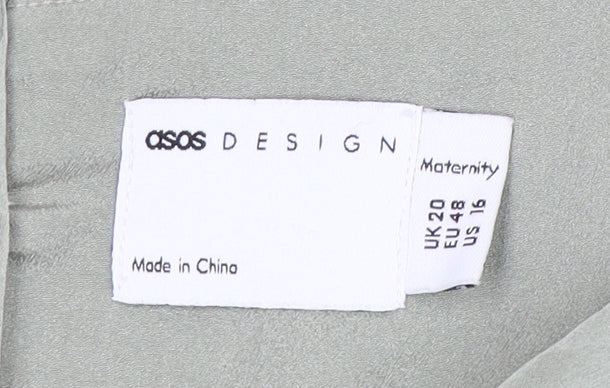 asos DESIGN
Made in China
Maternity
UK 20
EU 48
US 16